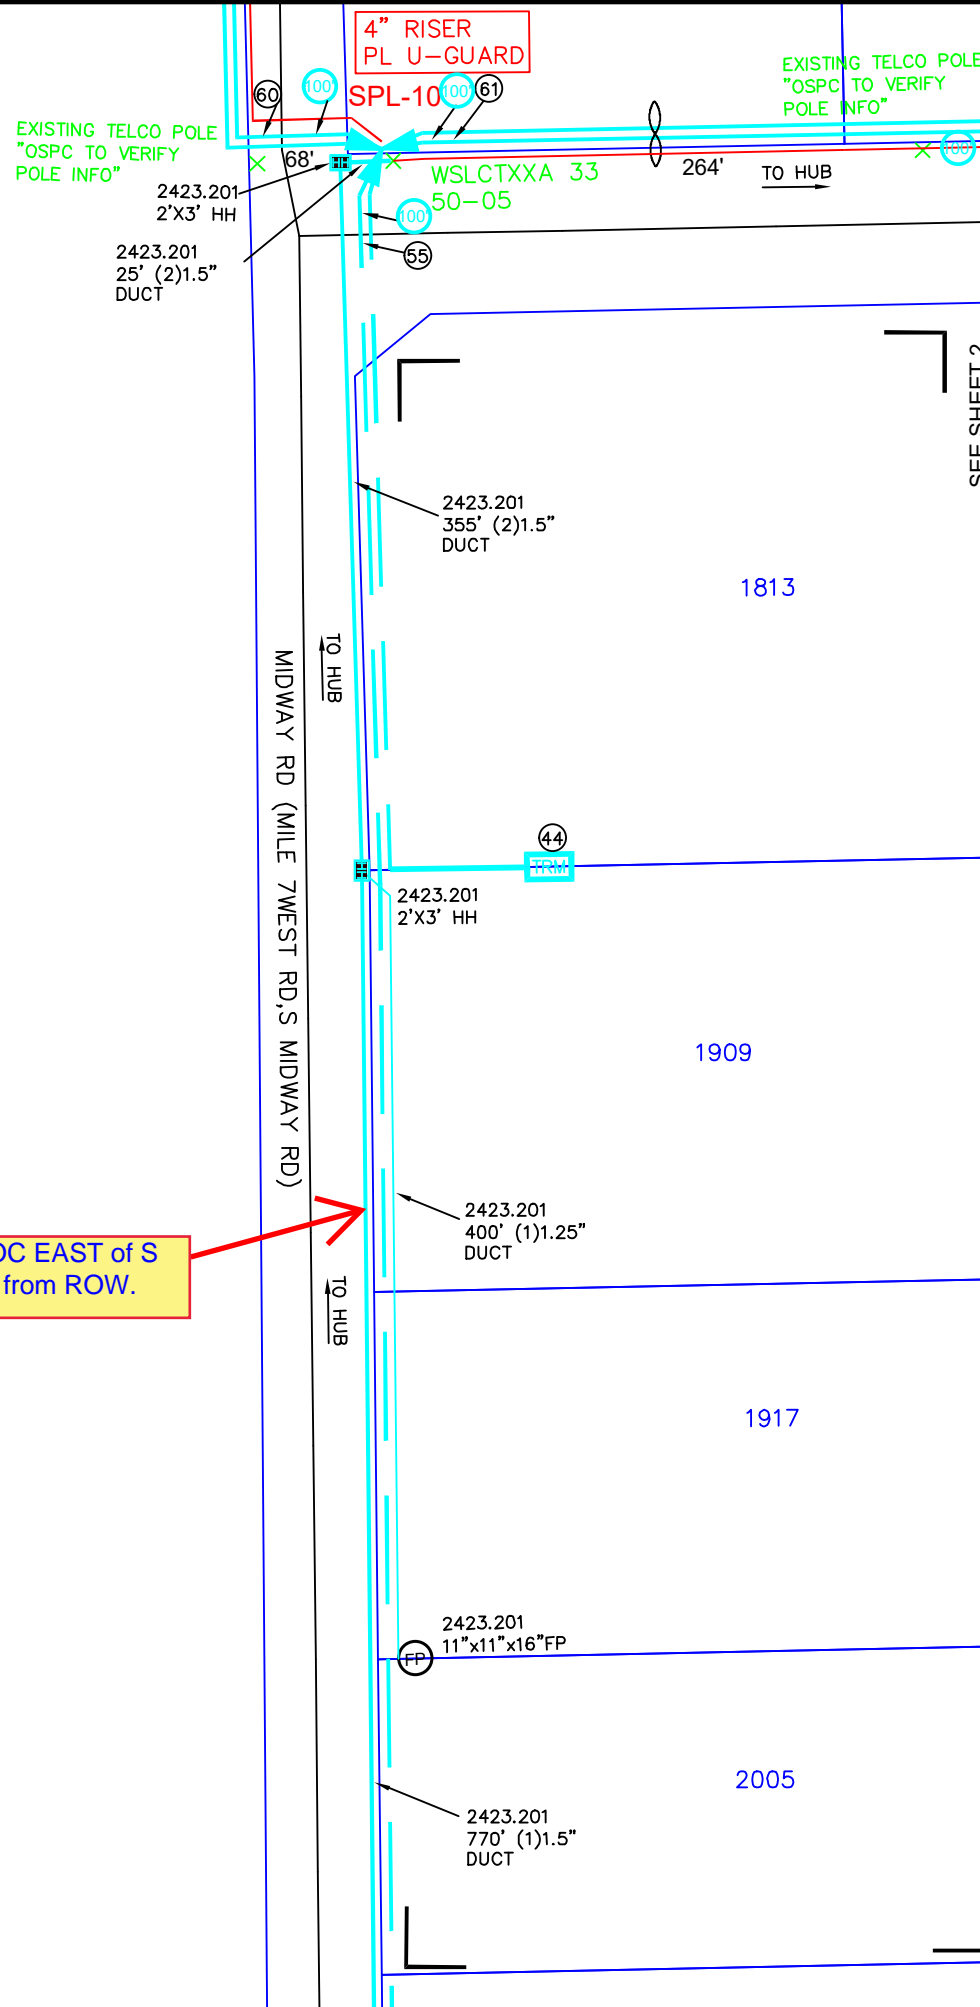 4” RISER
PL U-GUARD
EXISTING TELCO POLE
"OSPC TO VERIFY
POLE INFO"
60
100'
SPL-10
100'
61
EXISTING TELCO POLE
"OSPC TO VERIFY
POLE INFO"
68'
WSLCTXXA 33
50-05
264'
TO HUB
100'
2423.201
2'X3' HH
100'
55
2423.201
25' (2)1.5”
DUCT
SEE SHEET 2
2423.201
355' (2)1.5”
DUCT
1813
TO HUB
MIDWAY RD (MILE 7WEST RD,S MIDWAY RD)
44
TRM
2423.201
2'X3' HH
1909
2423.201
400' (1)1.25”
DUCT
EAST of S
from ROW.
TO HUB
1917
2423.201
11”x11”x16”FP
FP
2005
2423.201
770' (1)1.5”
DUCT